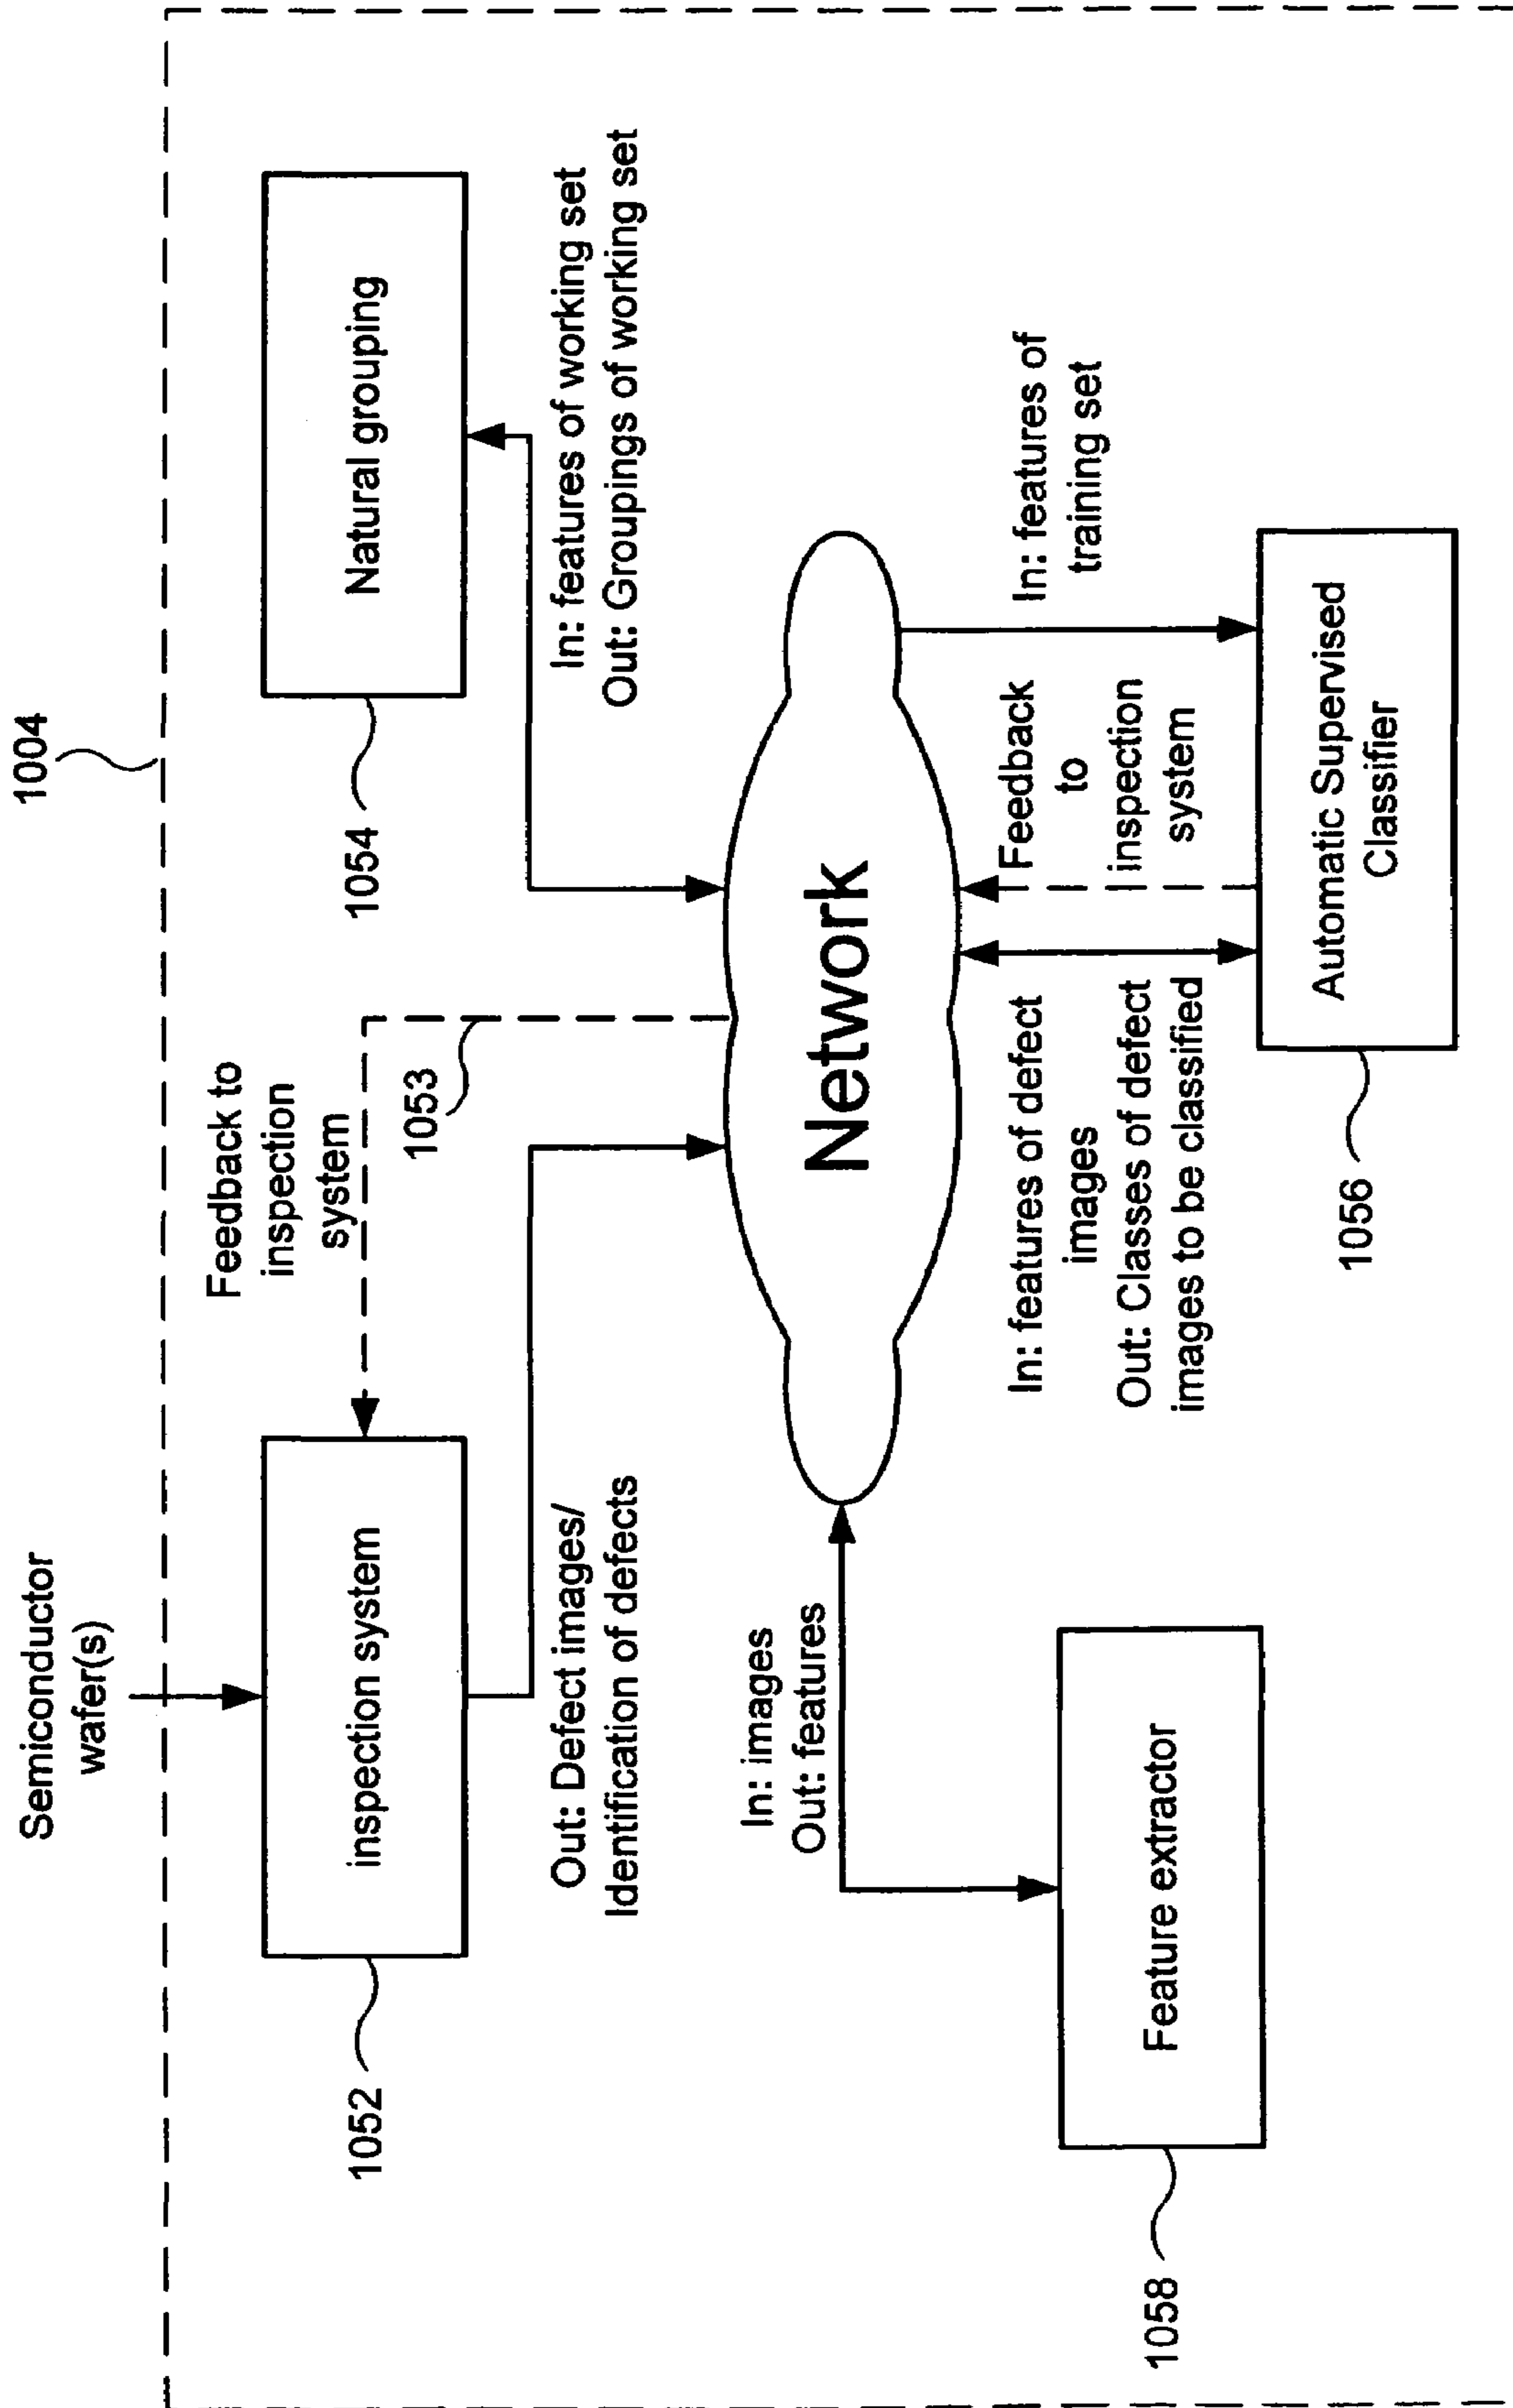 1004
Semiconductor
wafer(s)
Feedback to
inspection
system
inspection system
Natural grouping
1052
1053
1054
Out: Defect images/
Identification of defects
In: features of working set
Out: Groupings of working set
Network
In: images
Out: features
In: features of defect
images
Out: Classes of defect
images to be classified
Feedback
to
inspection
system
In: features of
training set
Feature extractor
Automatic Supervised
Classifier
1058
1056